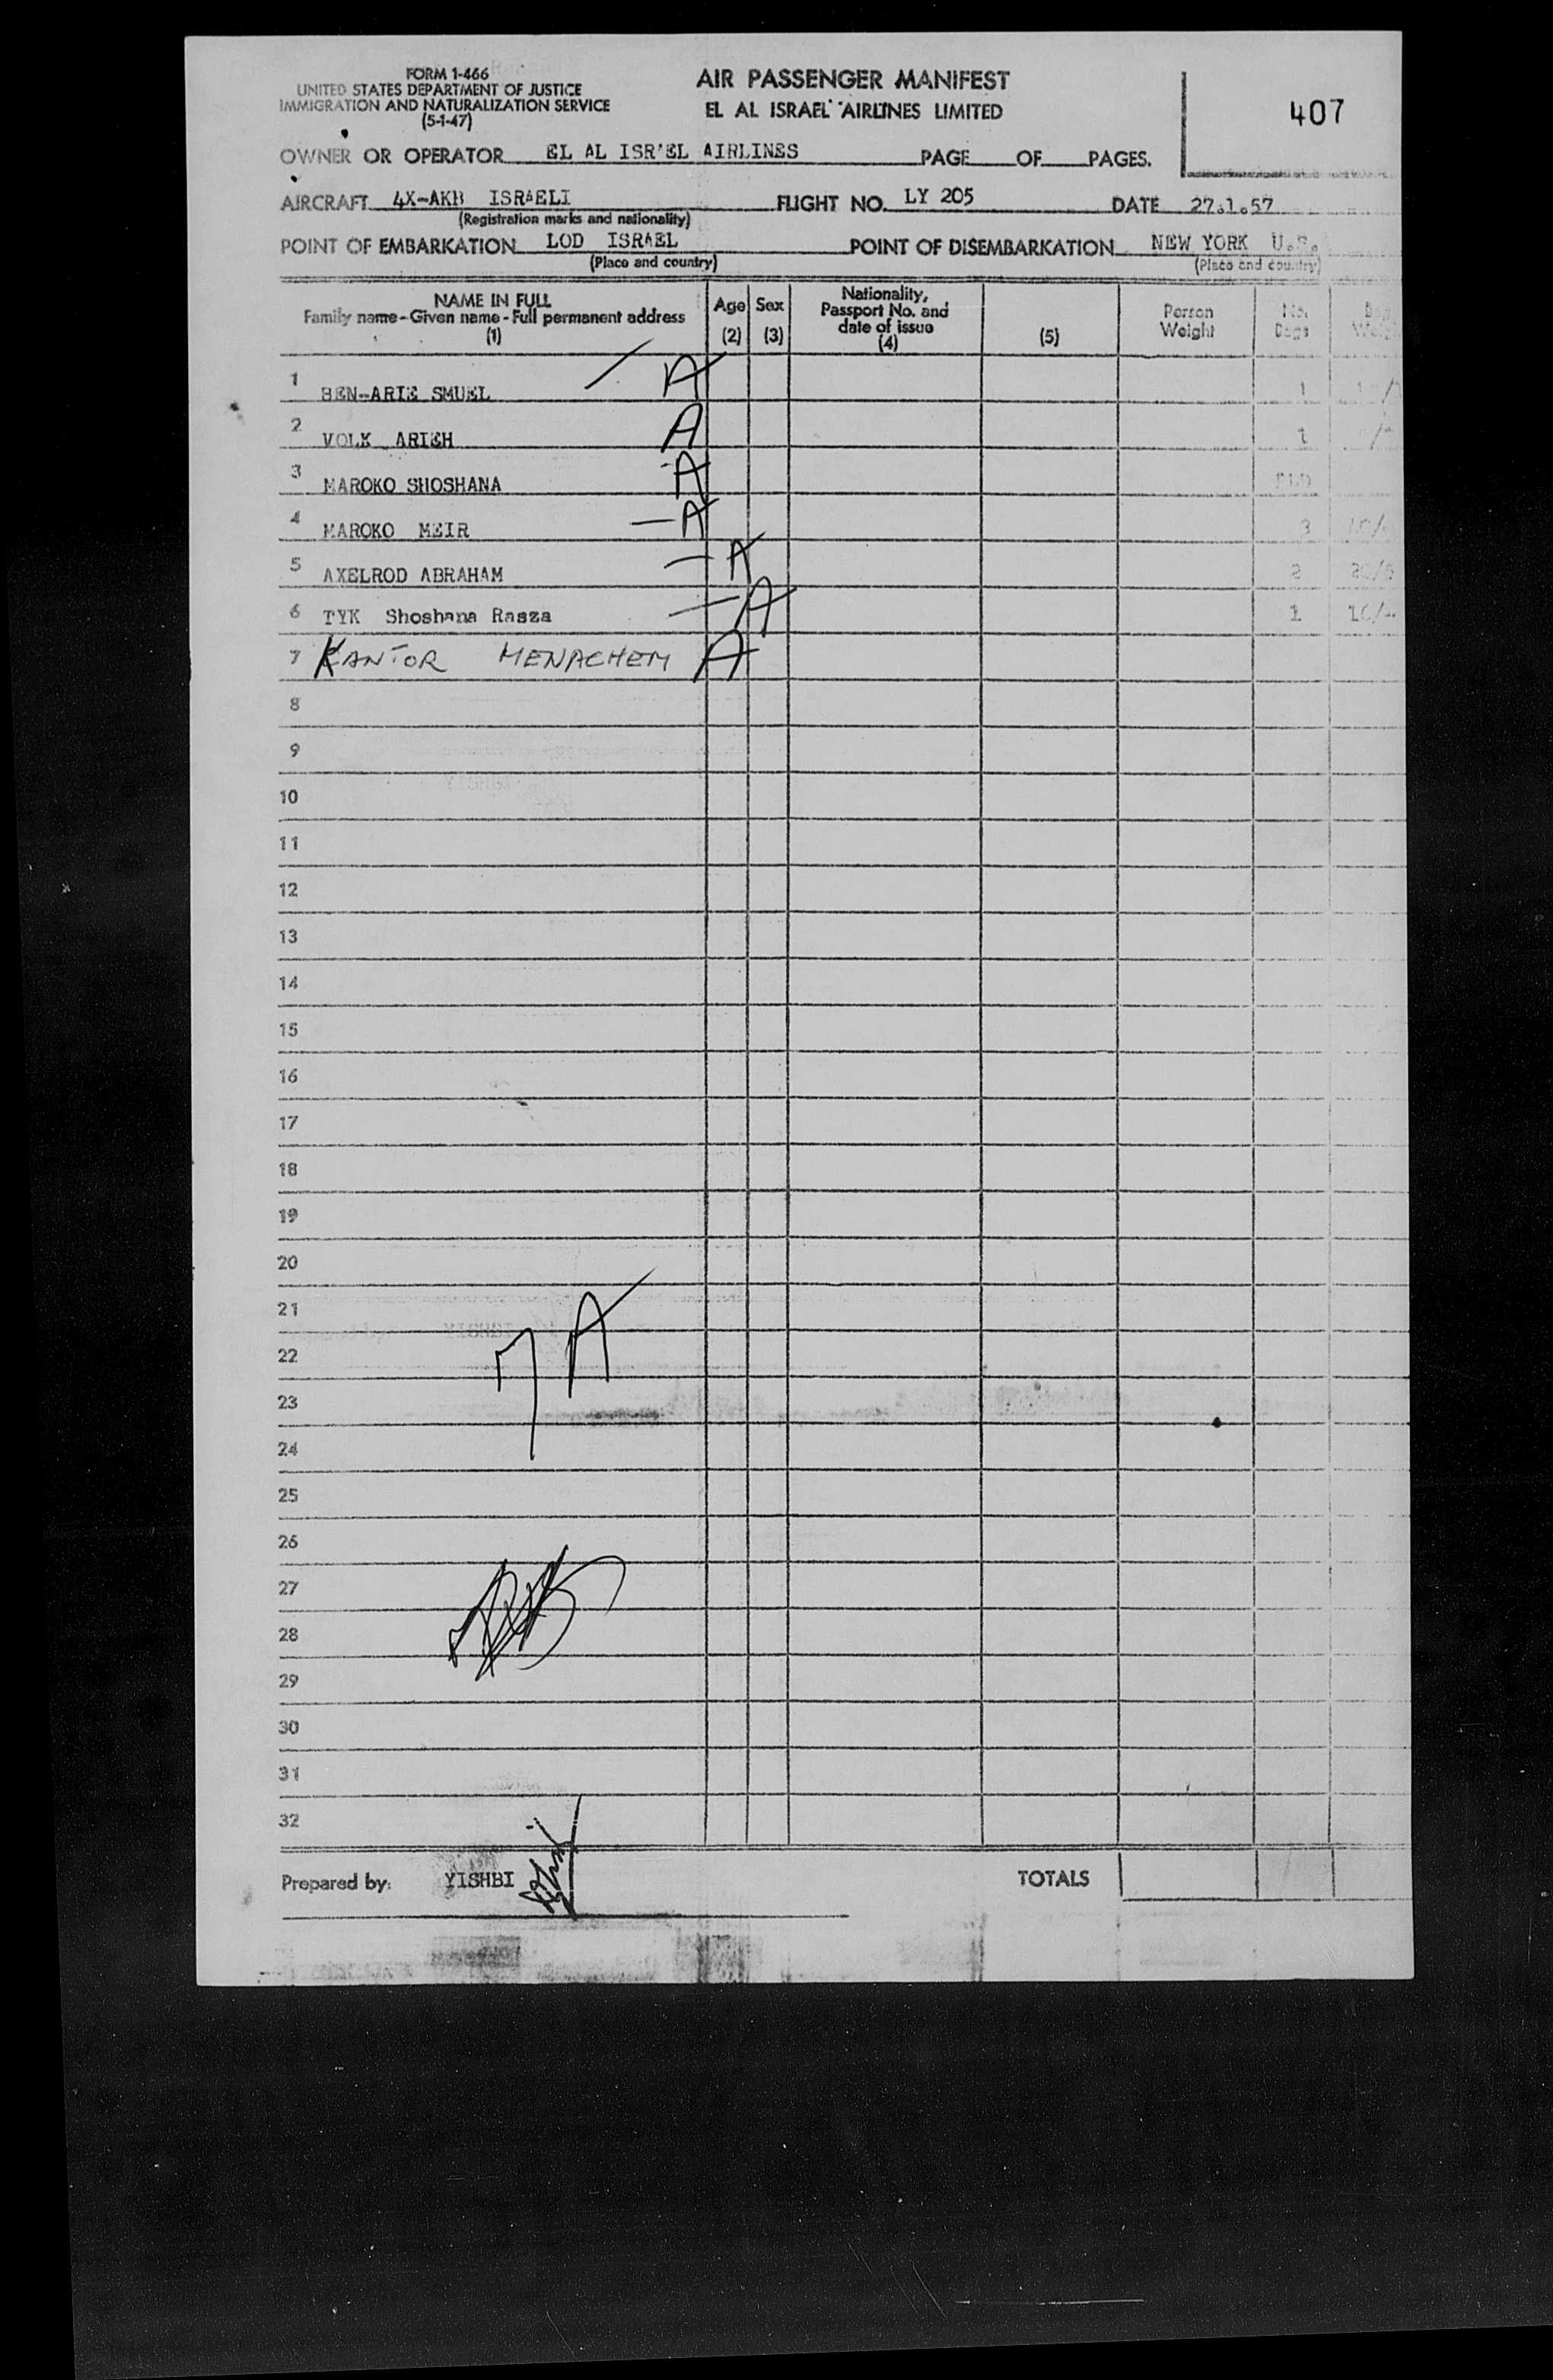 FORM 1-466
UNITED STATES DEPARTMENT OF JUSTICE
IMMIGRATION AND NATURALIZATION SERVICE
(5-1-47)
AIR PASSENGER MANIFEST
EL AL ISRAEL AIRLINES LIMITED
407
OWNER OR OPERATOR EL AL ISR'EL AIRLINES PAGE OF PAGES.
AIRCRAFT 4X-AKB ISRAELI FLIGHT NO. LY 205 DATE 27.1.57
(Registration marks and nationality)
POINT OF EMBARKATION LOD ISRAEL POINT OF DISEMBARKATION NEW YORK U.S.
(Place and country) (Place and country)
NAME IN FULL
Family name - Given name - Full permanent address
(1)
Age
(2)
Sex
(3)
Nationality,
Passport No. and
date of issue
(4)
(5)
Person
Weight
No.
Bags
1 BEN-ARIE SMUEL A 1
2 VOLK ARIEH A 1
3 MAROKO SHOSHANA A
4 MAROKO MEIR A 3
5 AXELROD ABRAHAM A 2
6 TYK Shoshana Rasza A 1
7 KANTOR MENACHEM A
8
9
10
11
12
13
14
15
16
17
18
19
20
21
22
7 A
23
24
25
26
27
28
29
30
31
32
Prepared by: YISHBI TOTALS